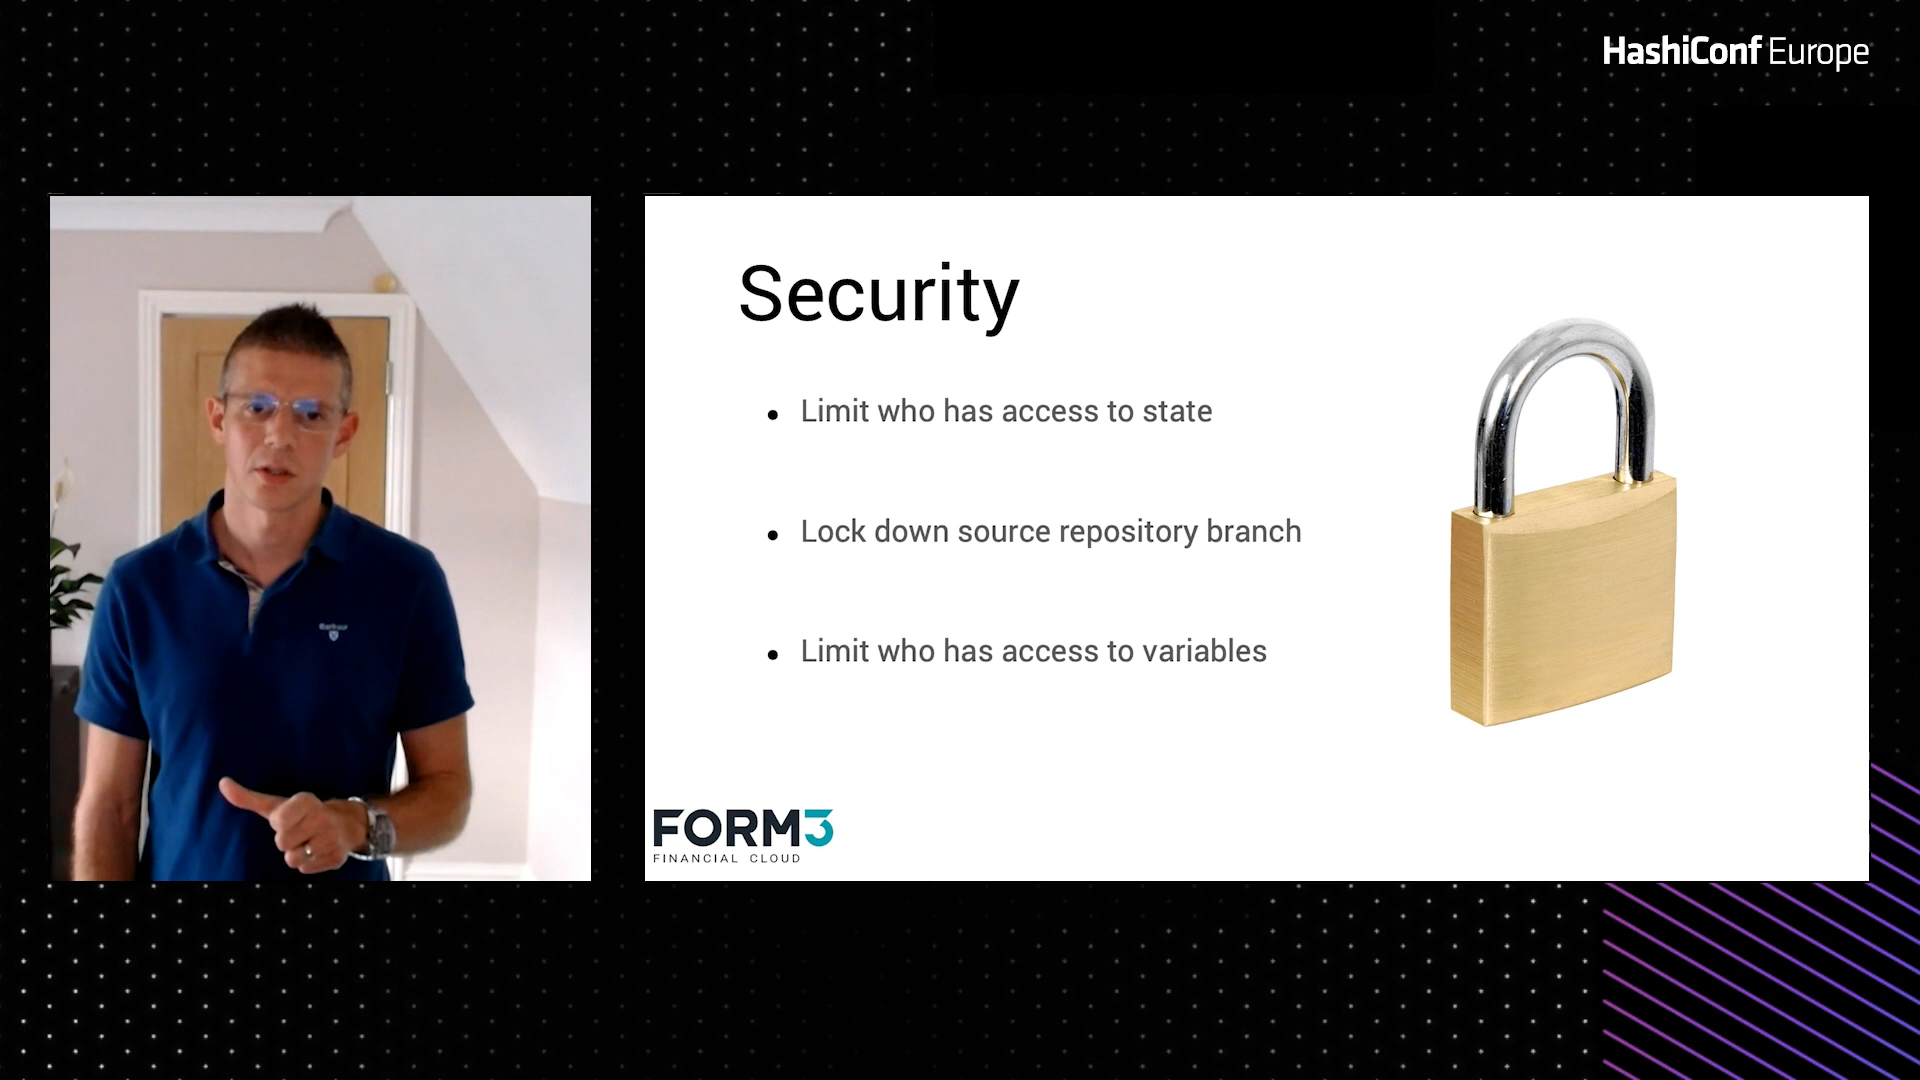 HashiConf Europe
Security
Limit who has access to state
Lock down source repository branch
Limit who has access to variables
FORM3
FINANCIAL CLOUD
Barbour